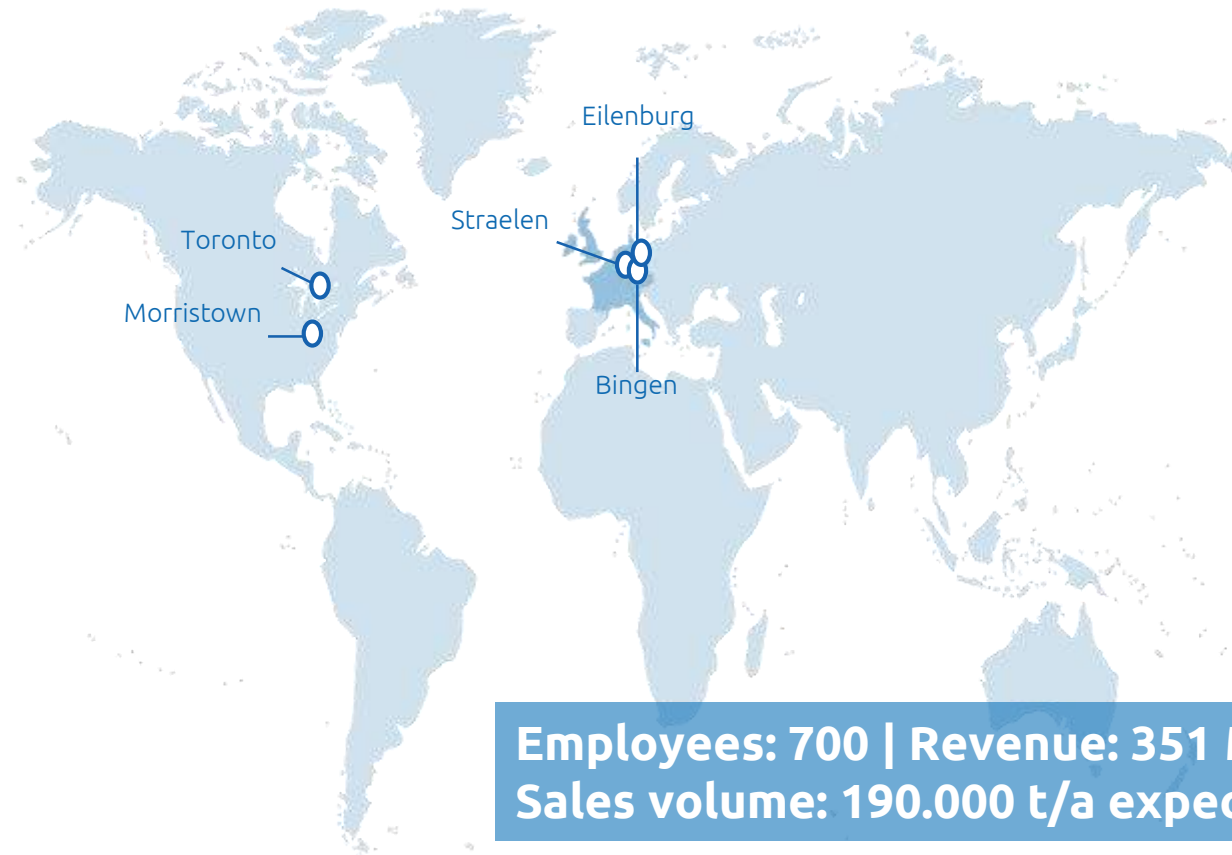 Eilenburg
Straelen
Toronto
Morristown
Bingen
Employees: 700 | Revenue: 351
Sales volume: 190.000 t/a